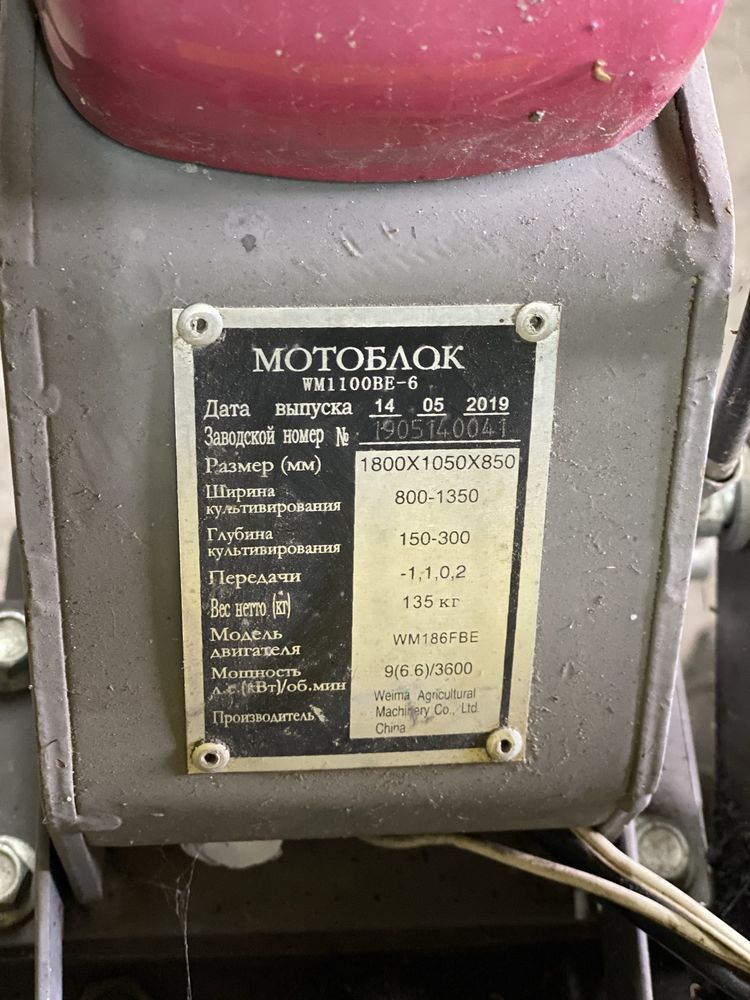 МОТОБЛОК
WM1100BE-6
Дата выпуска 14 05 2019
Заводской номер № 1905140041
Размер (мм) 1800X1050X850
Ширина
культивирования 800-1350
Глубина
культивирования 150-300
Передачи -1,1,0,2
Вес нетто (кг) 135 кг
Модель
двигателя WM186FBE
Мощность
л.с.(кВт)/об.мин 9(6.6)/3600
Производитель Weima Agricultural
Machinery Co., Ltd.
China